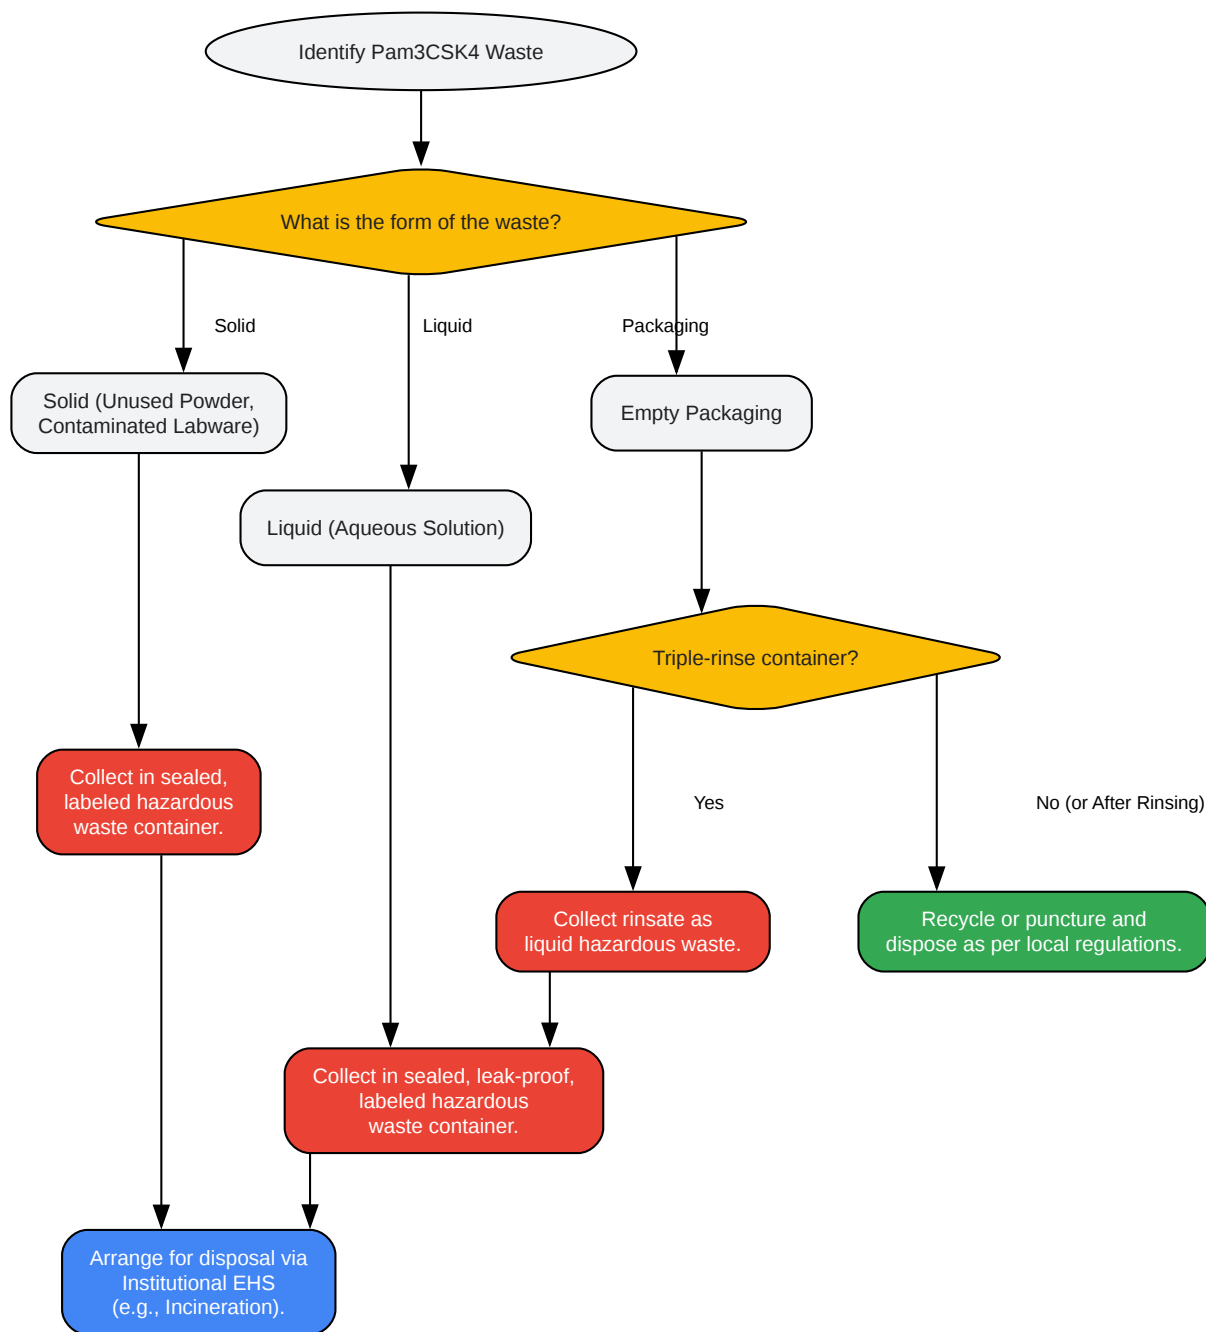 Identify Pam3CSK4 Waste
What is the form of the waste?
Solid
Liquid
Packaging
Solid (Unused Powder,
Contaminated Labware)
Empty Packaging
Liquid (Aqueous Solution)
Triple-rinse container?
Collect in sealed,
labeled hazardous
waste container.
Yes
No (or After Rinsing)
Collect rinsate as
liquid hazardous waste.
Recycle or puncture and
dispose as per local regulations.
Collect in sealed, leak-proof,
labeled hazardous
waste container.
Arrange for disposal via
Institutional EHS
(e.g., Incineration).